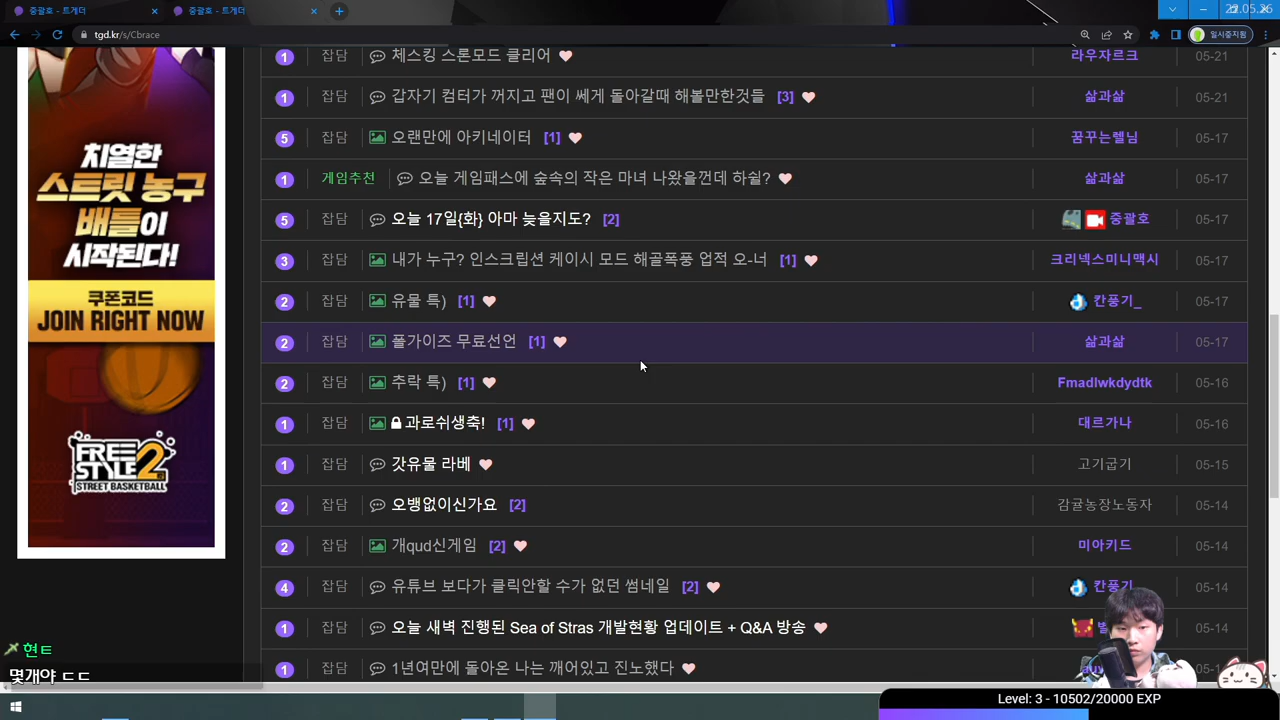 중괄호 - 트게더
중괄호 - 트게더
22.05.26
tgd.kr/s/Cbrace
일시중지됨
1 잡담 체스킹 스론모드 클리어 라우자르크 05-21
1 잡담 갑자기 컴터가 꺼지고 팬이 쎄게 돌아갈때 해볼만한것들 [3] 삶과삶 05-21
5 잡담 오랜만에 아키네이터 [1] 꿈꾸는렐님 05-17
1 게임추천 오늘 게임패스에 숲속의 작은 마녀 나왔을껀데 하쉴? 삶과삶 05-17
5 잡담 오늘 17일{화} 아마 늦을지도? [2] 중괄호 05-17
3 잡담 내가 누구? 인스크립션 케이시 모드 해골폭풍 업적 오-너 [1] 크리넥스미니맥시 05-17
2 잡담 유물 특) [1] 칸풍기_ 05-17
2 잡담 폴가이즈 무료선언 [1] 삶과삶 05-17
2 잡담 추락 특) [1] Fmadlwkdydtk 05-16
1 잡담 과로쉬생축! [1] 대르가나 05-16
1 잡담 갓유물 라베 고기굽기 05-15
2 잡담 오뱅없이신가요 [2] 감귤농장노동자 05-14
2 잡담 개qud신게임 [2] 미아키드 05-14
4 잡담 유튜브 보다가 클릭안할 수가 없던 썸네일 [2] 칸풍기 05-14
1 잡담 오늘 새벽 진행된 Sea of Stras 개발현황 업데이트 + Q&A 방송 05-14
1 잡담 1년여만에 돌아온 나는 깨어있고 진노했다
치열한
스트릿 농구
배틀이
시작된다!
쿠폰코드
JOIN RIGHT NOW
FREE
STYLE2
STREET BASKETBALL
현ㅌ
몇개야 ㄷㄷ
Level: 3 - 10502/20000 EXP